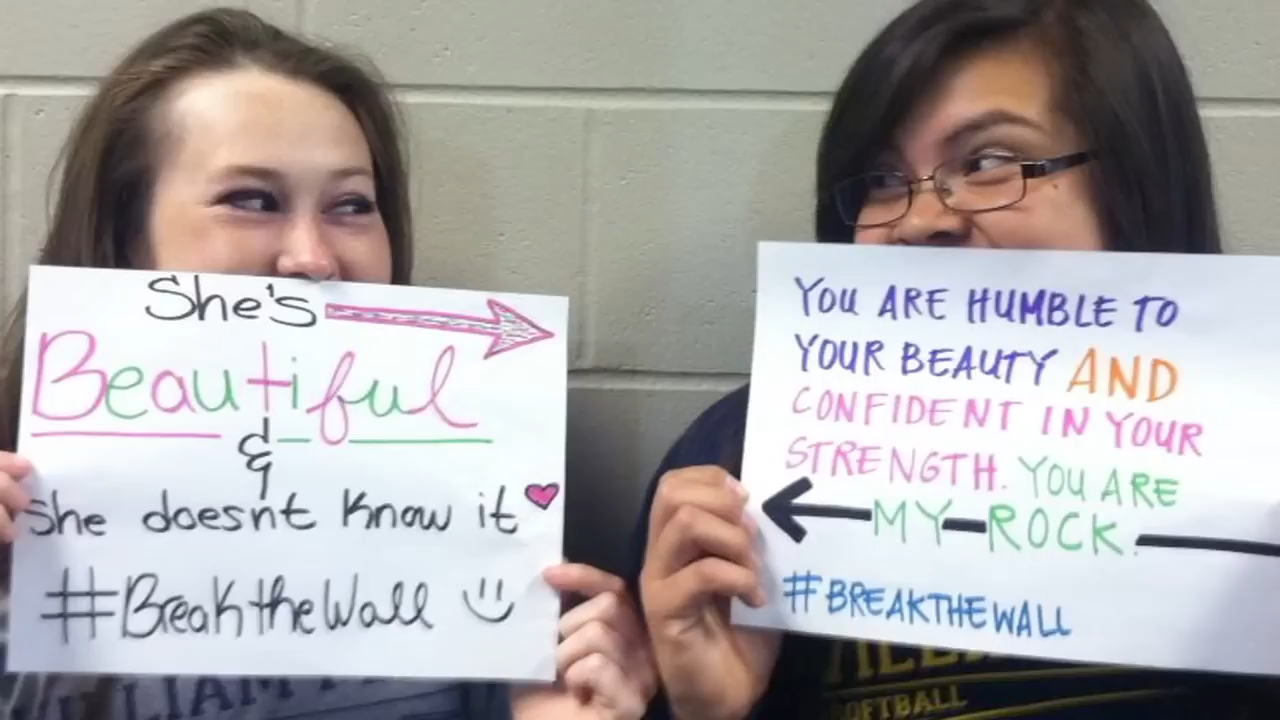 She's
Beautiful
&
she doesnt know it
#BreaktheWall
YOU ARE HUMBLE TO
YOUR BEAUTY AND
CONFIDENT IN YOUR
STRENGTH. YOU ARE
MY ROCK.
#BREAKTHEWALL
SOFTBALL